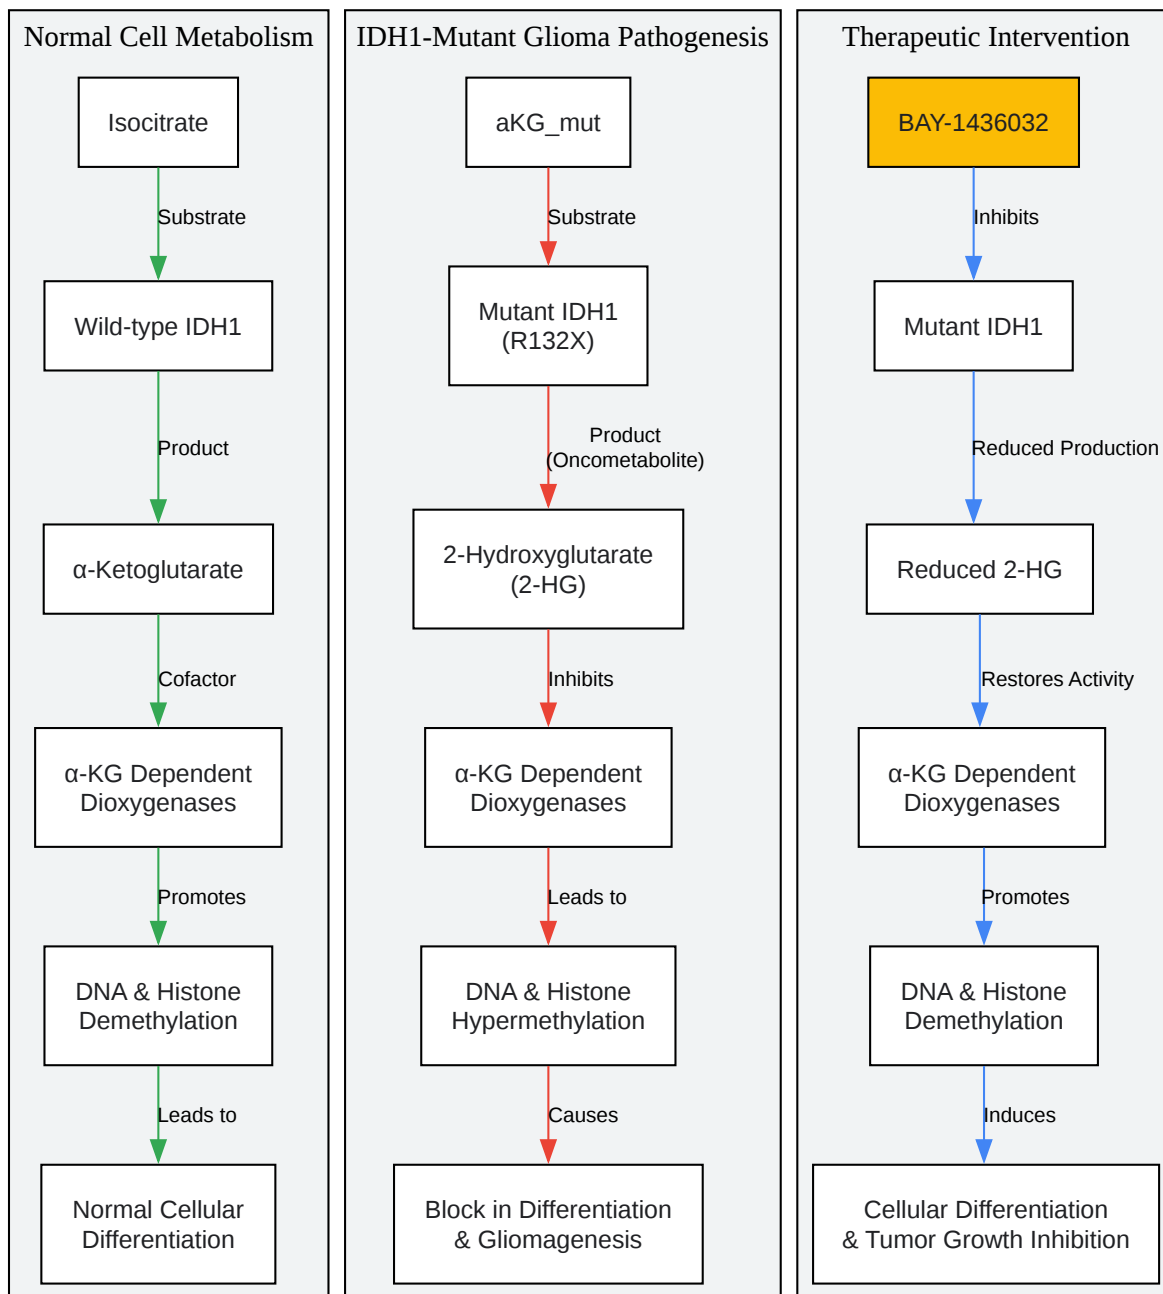 Normal Cell Metabolism
Isocitrate
Substrate
Wild-type IDH1
Product
α-Ketoglutarate
Cofactor
α-KG Dependent
Dioxygenases
Promotes
DNA & Histone
Demethylation
Leads to
Normal Cellular
Differentiation
IDH1-Mutant Glioma Pathogenesis
aKG_mut
Substrate
Mutant IDH1
(R132X)
Product
(Oncometabolite)
2-Hydroxyglutarate
(2-HG)
Inhibits
α-KG Dependent
Dioxygenases
Leads to
DNA & Histone
Hypermethylation
Causes
Block in Differentiation
& Gliomagenesis
Therapeutic Intervention
BAY-1436032
Inhibits
Mutant IDH1
Reduced Production
Reduced 2-HG
Restores Activity
α-KG Dependent
Dioxygenases
Promotes
DNA & Histone
Demethylation
Induces
Cellular Differentiation
& Tumor Growth Inhibition